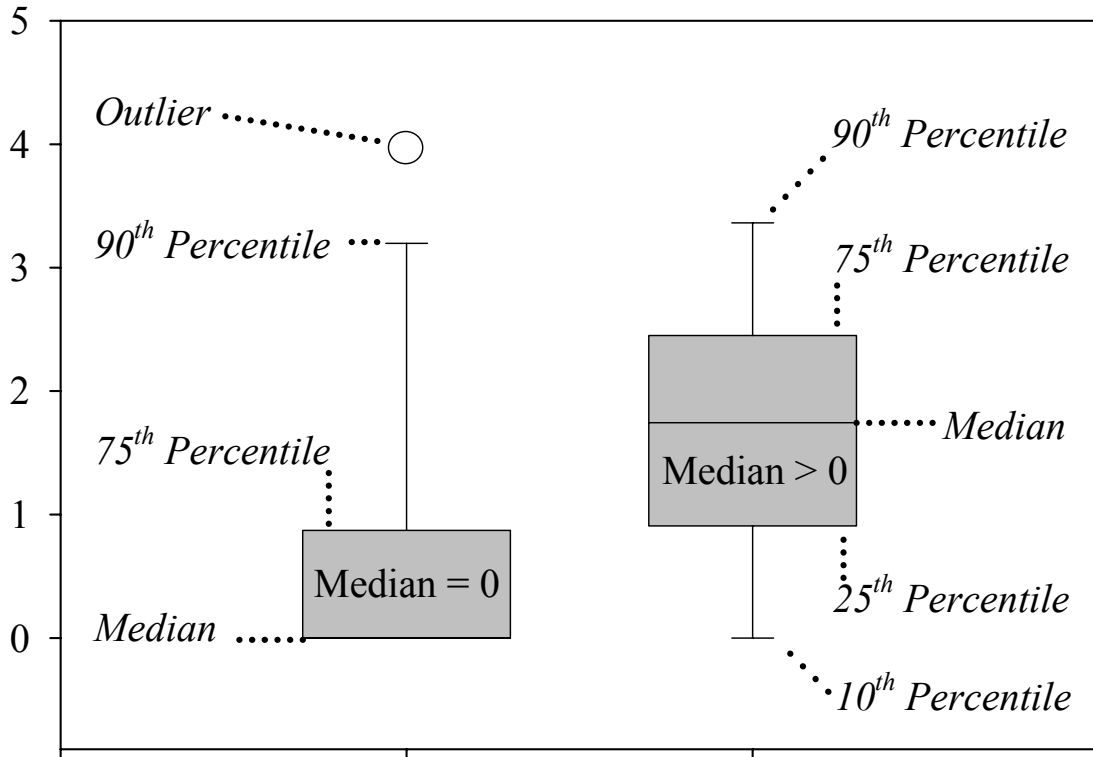 5
Outlier
4
90th Percentile
90th Percentile
3
75th Percentile
2
75th Percentile
Median
Median > 0
1
Median = 0
25th Percentile
0
Median
10th Percentile